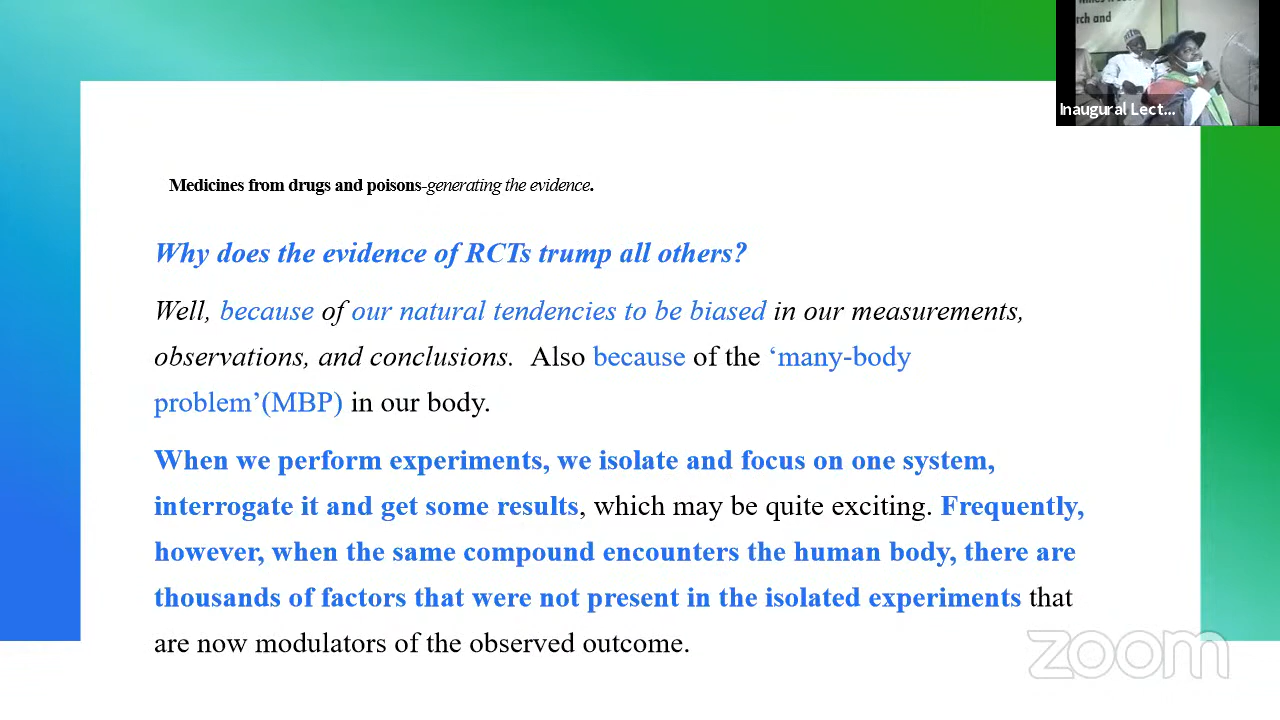 rch and
Inaugural Lect...
Medicines from drugs and poisons-generating the evidence.
Why does the evidence of RCTs trump all others?
Well, because of our natural tendencies to be biased in our measurements,
observations, and conclusions. Also because of the ‘many-body
problem’(MBP) in our body.
When we perform experiments, we isolate and focus on one system,
interrogate it and get some results, which may be quite exciting. Frequently,
however, when the same compound encounters the human body, there are
thousands of factors that were not present in the isolated experiments that
are now modulators of the observed outcome.
zoom